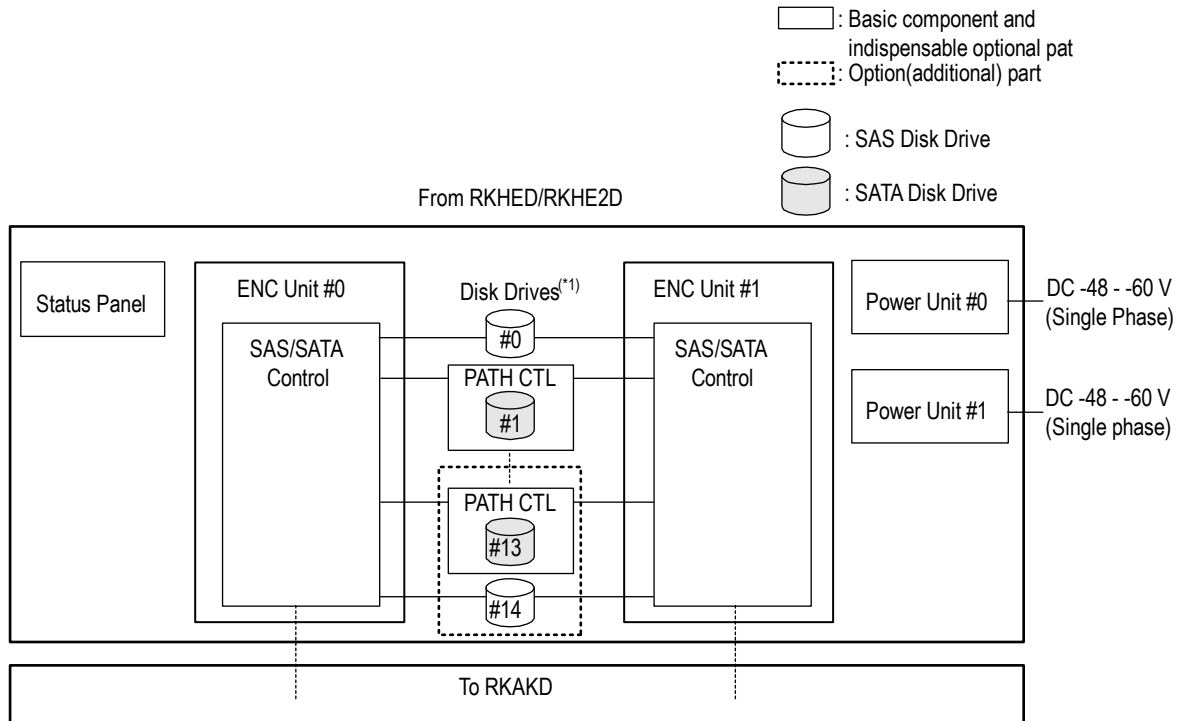 : Basic component and
indispensable optional pat
: Option(additional) part
: SAS Disk Drive
: SATA Disk Drive
From RKHED/RKHE2D
Status Panel
ENC Unit #0
Disk Drives(*1)
ENC Unit #1
Power Unit #0
DC -48 - -60 V
(Single Phase)
#0
SAS/SATA
Control
SAS/SATA
Control
PATH CTL
#1
Power Unit #1
DC -48 - -60 V
(Single phase)
PATH CTL
#13
#14
To RKAKD